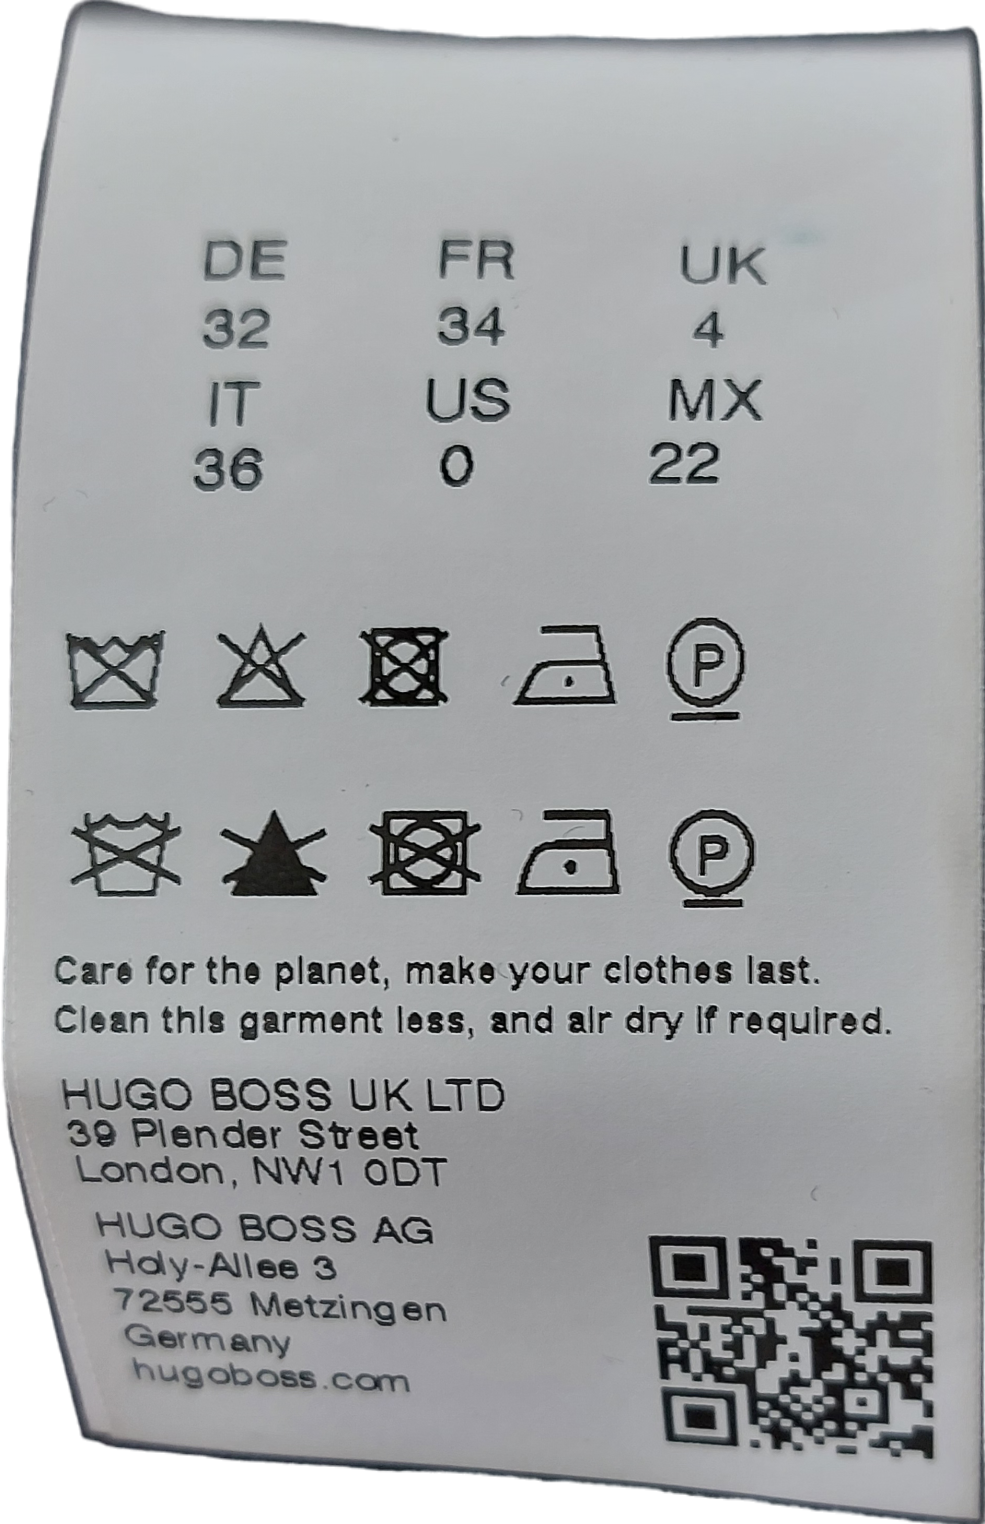 DE FR UK
32 34 4
IT US MX
36 0 22
P
P
Care for the planet, make your clothes last.
Clean this garment less, and air dry if required.
HUGO BOSS UK LTD
39 Plender Street
London, NW1 0DT
HUGO BOSS AG
Holy-Allee 3
72555 Metzingen
Germany
hugoboss.com